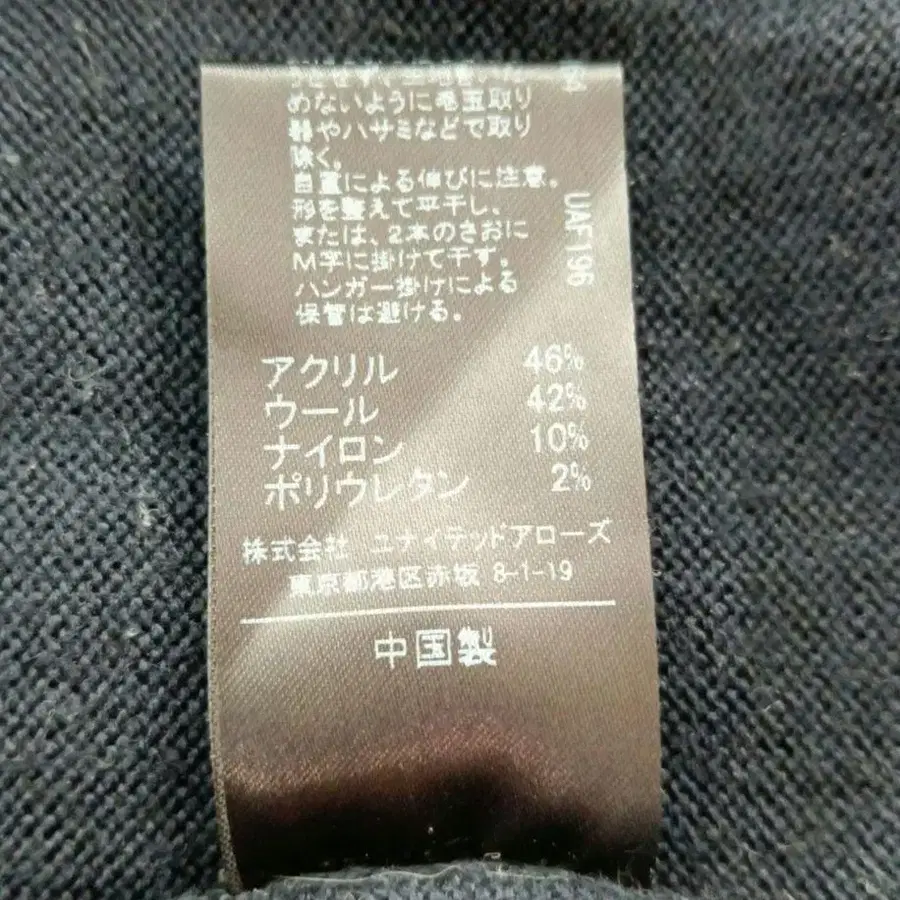 めないように毛玉取り
器やハサミなどで取り
除く。
自重による伸びに注意。
形を整えて平干し、
または、2本のさおに
M字に掛けて干す。
ハンガー掛けによる
保管は避ける。
UAF196
アクリル 46%
ウール 42%
ナイロン 10%
ポリウレタン 2%
株式会社 ユナイテッドアローズ
東京都港区赤坂 8-1-19
中国製